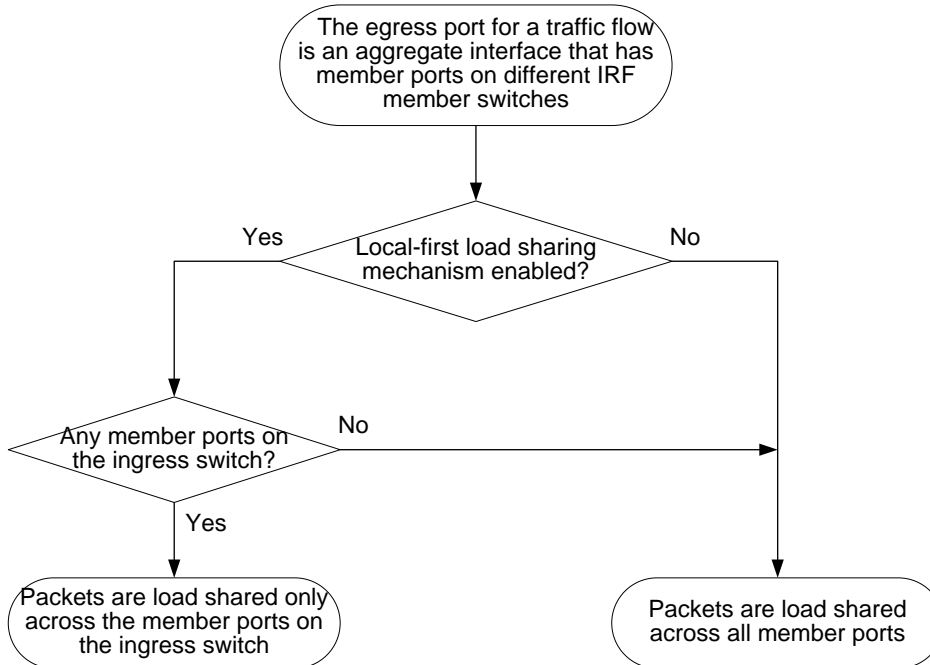 The egress port for a traffic flow
is an aggregate interface that has
member ports on different IRF
member switches
Yes
No
Local-first load sharing
mechanism enabled?
No
Any member ports on
the ingress switch?
Yes
Packets are load shared only
across the member ports on
the ingress switch
Packets are load shared
across all member ports